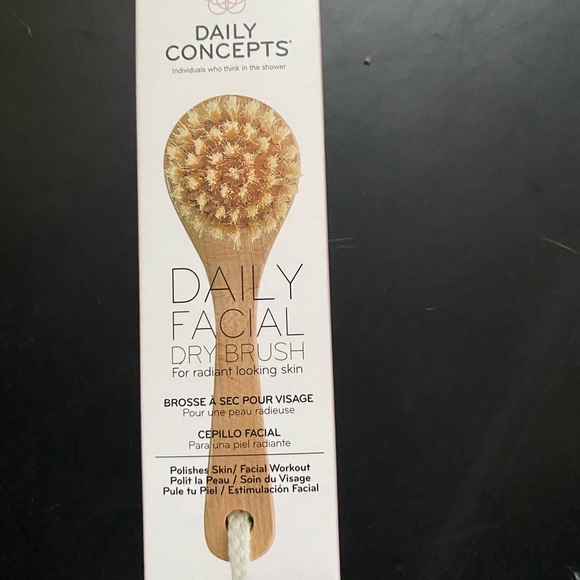 DAILY
CONCEPTS®
Individuals who think in the shower
DAILY
FACIAL
DRY BRUSH
For radiant looking skin
BROSSE À SEC POUR VISAGE
Pour une peau radieuse
CEPILLO FACIAL
Para una piel radiante
Polishes Skin/ Facial Workout
Polit la Peau / Soin du Visage
Pule tu Piel / Estimulación Facial